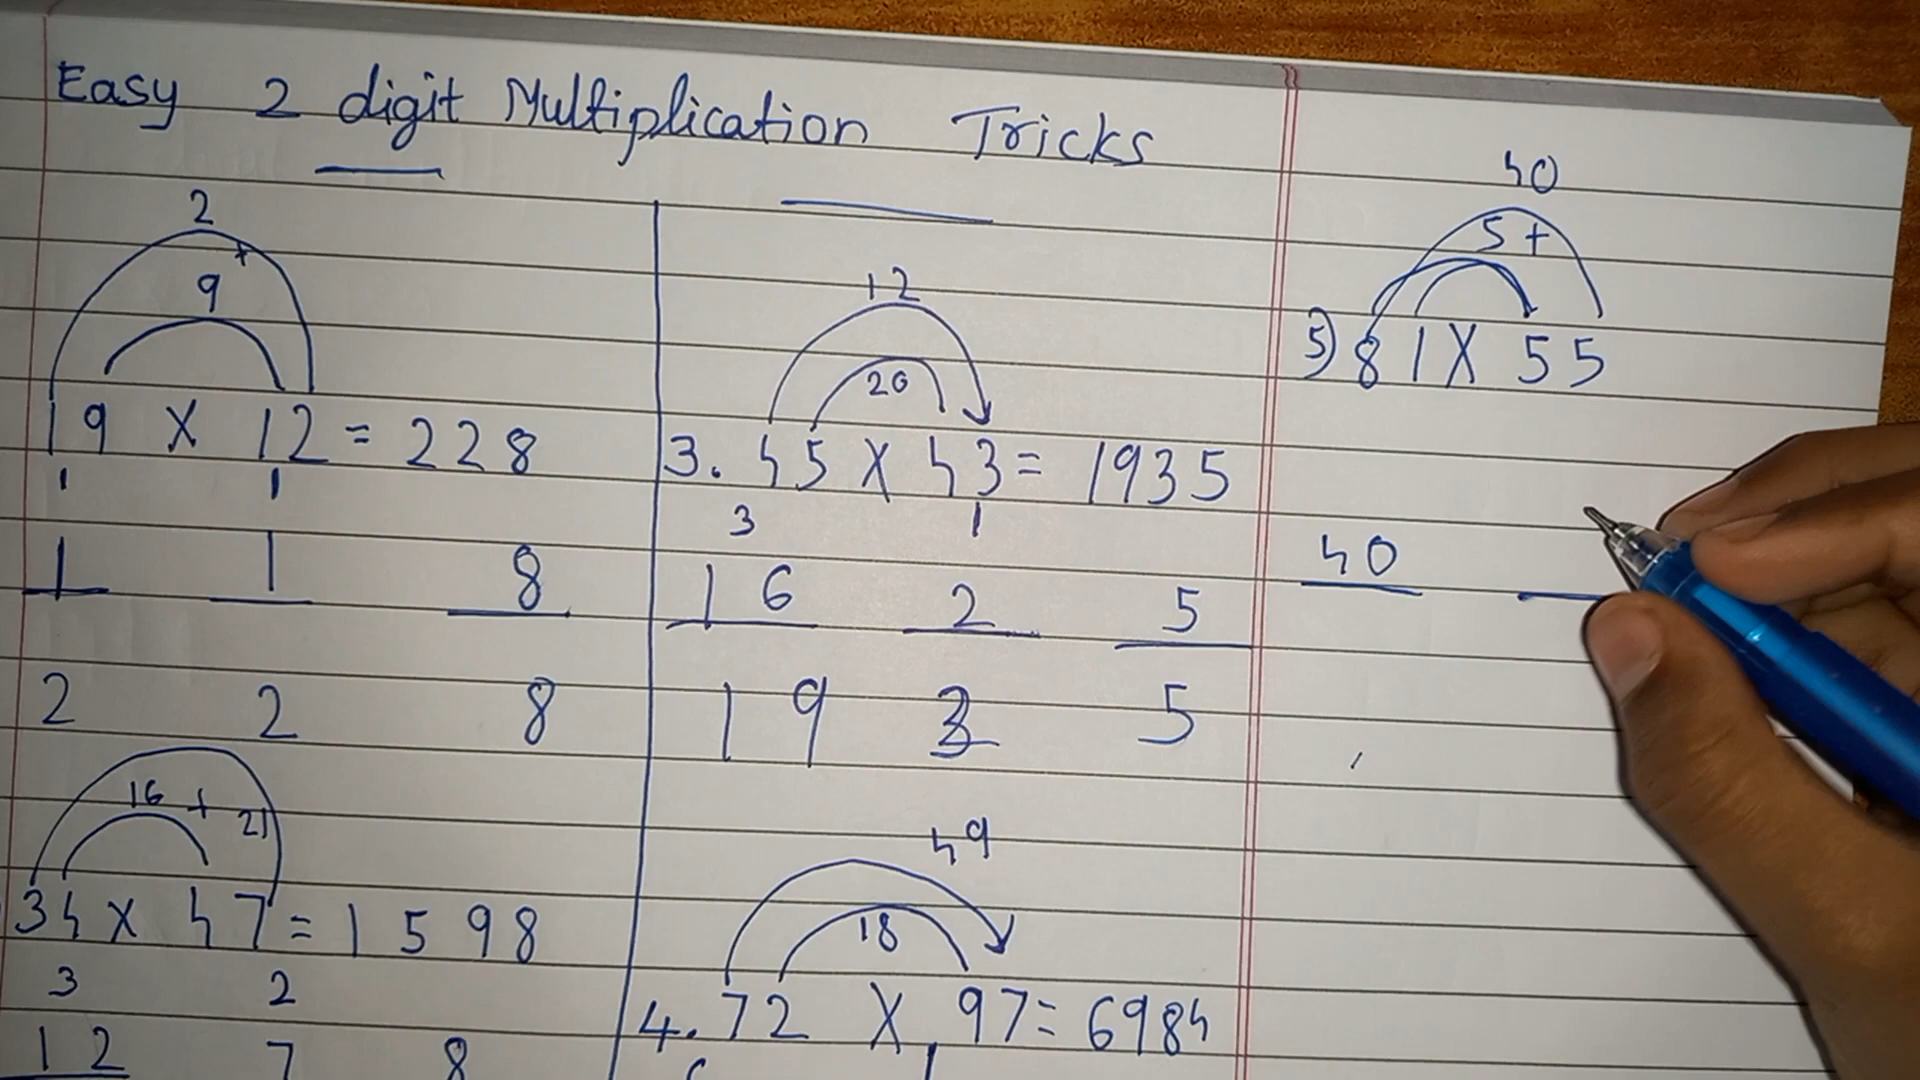 Easy 2 digit Multiplication Tricks
2
+
9
19 X 12 = 228
1 1
1 1 8
2 2 8
16 + 21
34 X 47 = 1598
3 2
12 7 8
12
20
3. 45 X 43 = 1935
3 1
16 2 5
19 3 5
49
18
4. 72 X 97 = 6984
40
5 +
5) 81 X 55
40